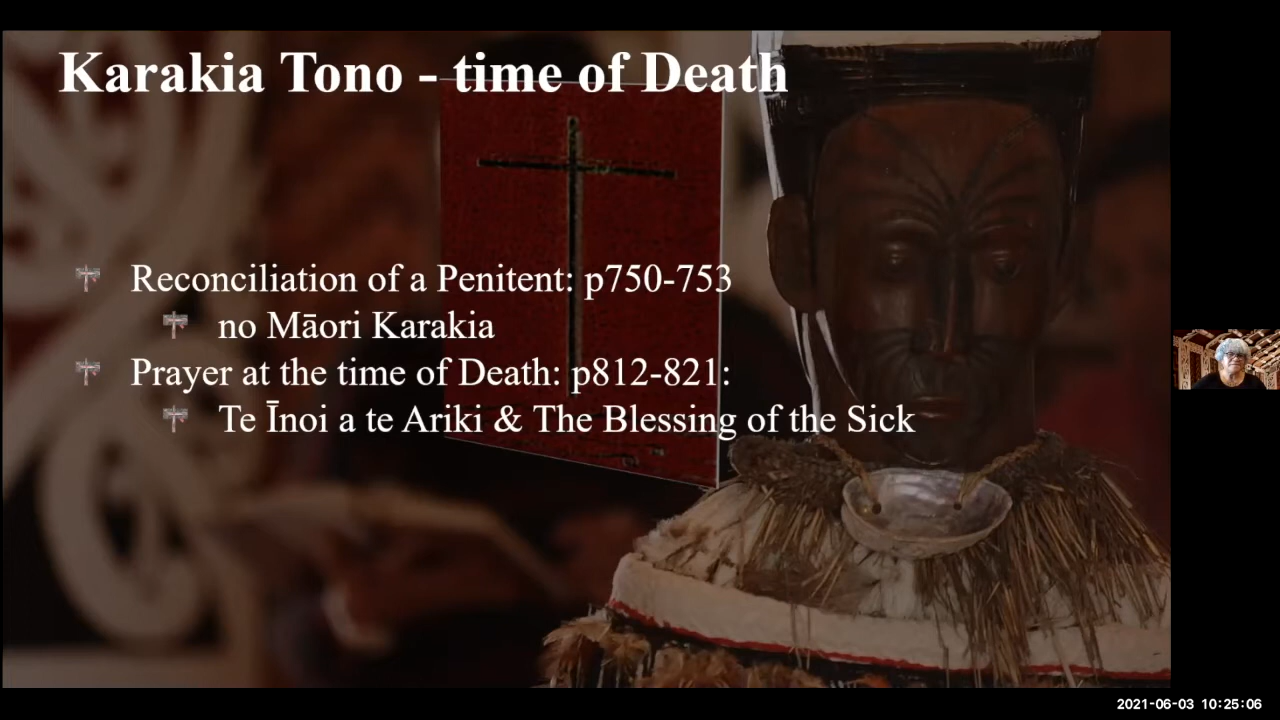 Karakia Tono - time of Death
Reconciliation of a Penitent: p750-753
no Māori Karakia
Prayer at the time of Death: p812-821:
Te Īnoi a te Ariki & The Blessing of the Sick
2021-06-03 10:25:06